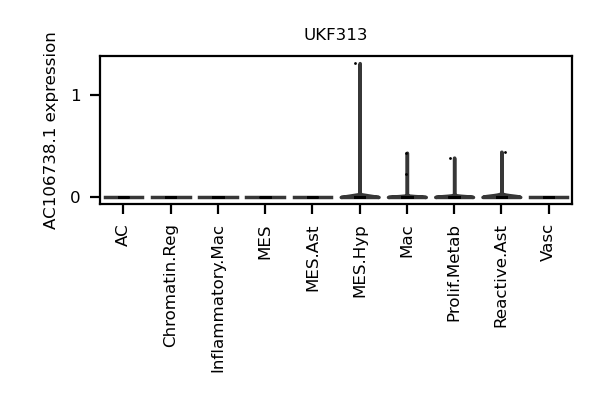 UKF313
AC106738.1 expression
1
0
AC
Chromatin.Reg
Inflammatory.Mac
MES
MES.Ast
MES.Hyp
Mac
Prolif.Metab
Reactive.Ast
Vasc